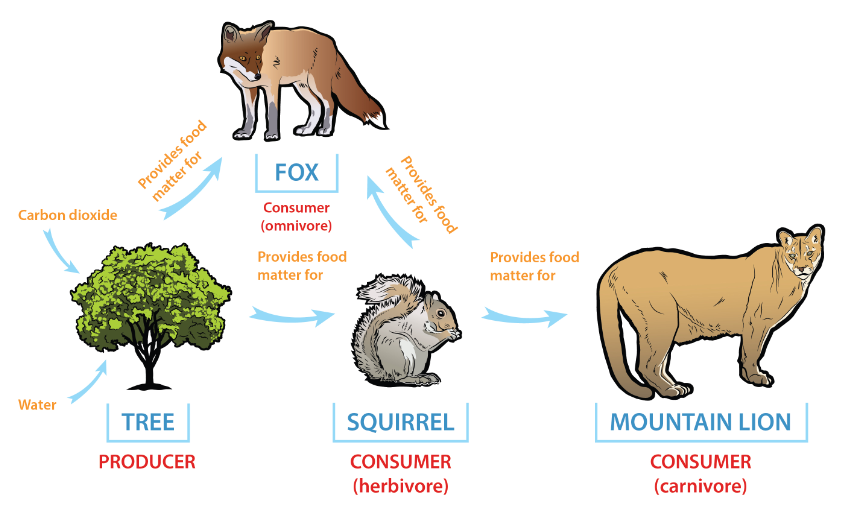 Provides food
matter for
FOX
Consumer
(omnivore)
Provides food
matter for
Carbon dioxide
Provides food
matter for
Provides food
matter for
Water
TREE
PRODUCER
SQUIRREL
CONSUMER
(herbivore)
MOUNTAIN LION
CONSUMER
(carnivore)